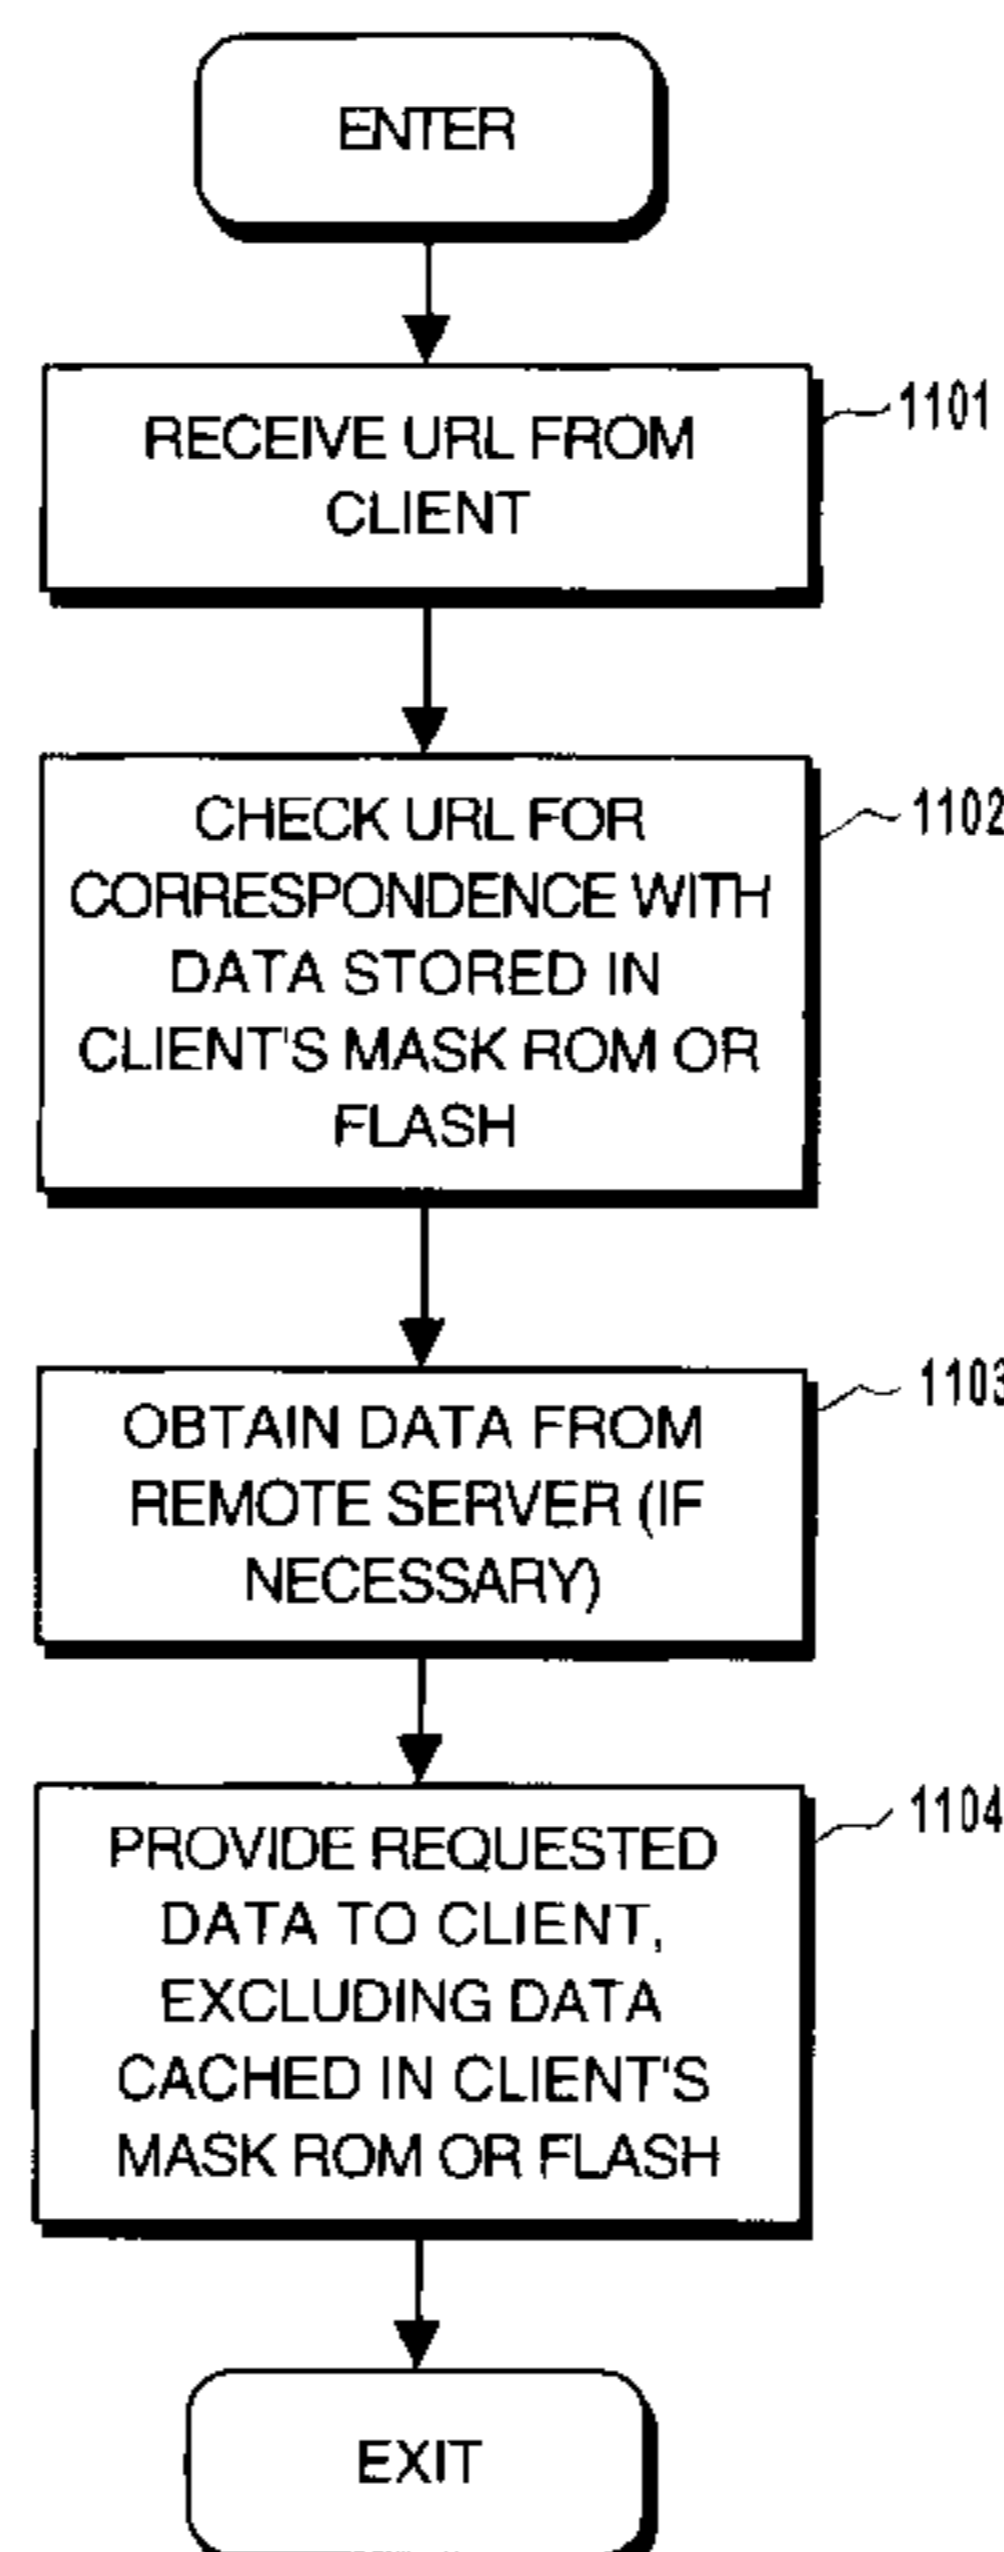 ENTER
RECEIVE URL FROM
CLIENT
1101
CHECK URL FOR
CORRESPONDENCE WITH
DATA STORED IN
CLIENT'S MASK ROM OR
FLASH
1102
OBTAIN DATA FROM
REMOTE SERVER (IF
NECESSARY)
1103
PROVIDE REQUESTED
DATA TO CLIENT,
EXCLUDING DATA
CACHED IN CLIENT'S
MASK ROM OR FLASH
1104
EXIT